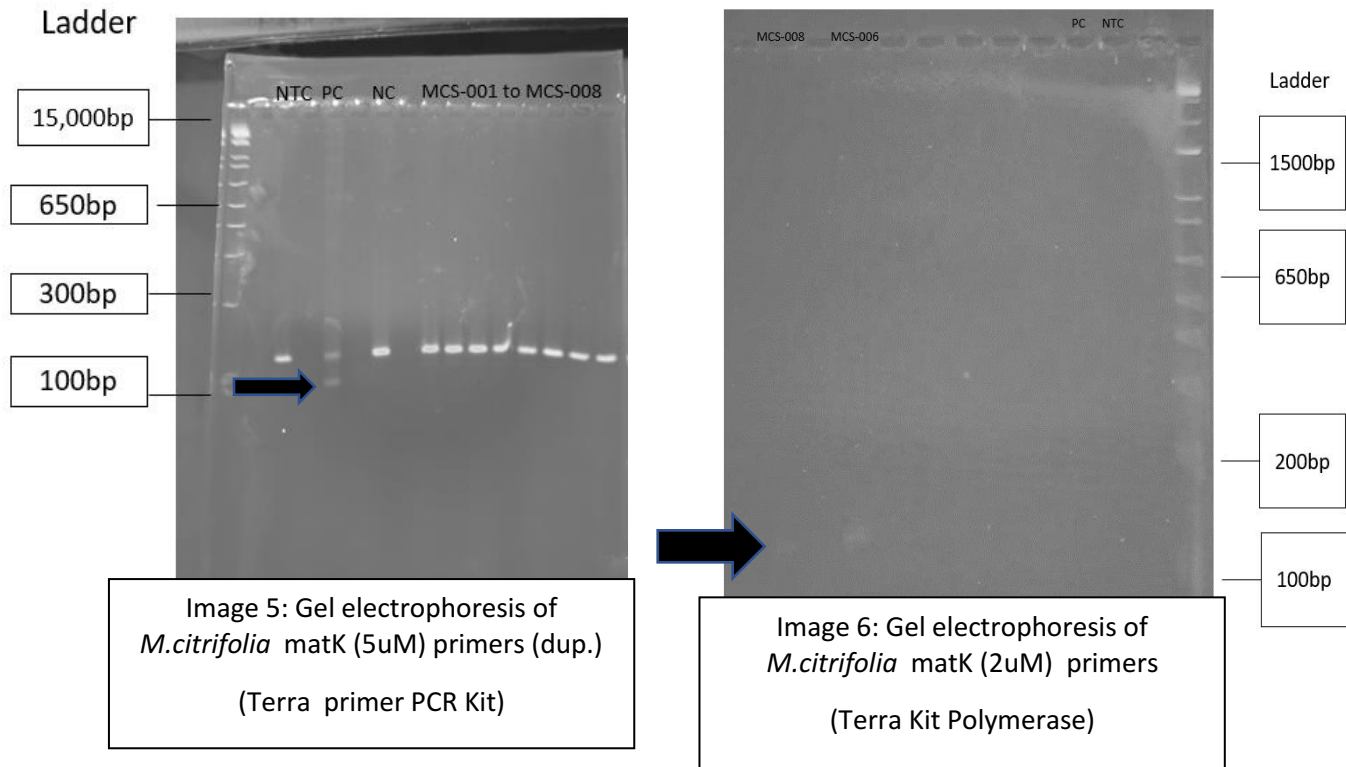 Ladder
15,000bp
650bp
300bp
100bp
NTC PC NC MCS-001 to MCS-008
Image 5: Gel electrophoresis of
M.citrifolia matK (5uM) primers (dup.)
(Terra primer PCR Kit)
MCS-008 MCS-006 PC NTC
Ladder
1500bp
650bp
200bp
100bp
Image 6: Gel electrophoresis of
M.citrifolia matK (2uM) primers
(Terra Kit Polymerase)